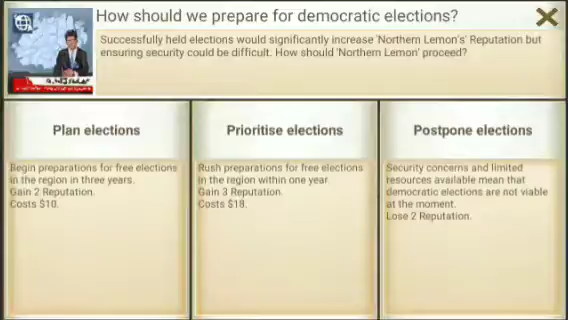 How should we prepare for democratic elections?
Successfully held elections would significantly increase 'Northern Lemon's' Reputation but
ensuring security could be difficult. How should 'Northern Lemon' proceed?
Plan elections
Begin preparations for free elections
in the region in three years.
Gain 2 Reputation.
Costs $10.
Prioritise elections
Rush preparations for free elections
in the region within one year.
Gain 3 Reputation.
Costs $18.
Postpone elections
Security concerns and limited
resources available mean that
democratic elections are not viable
at the moment.
Lose 2 Reputation.